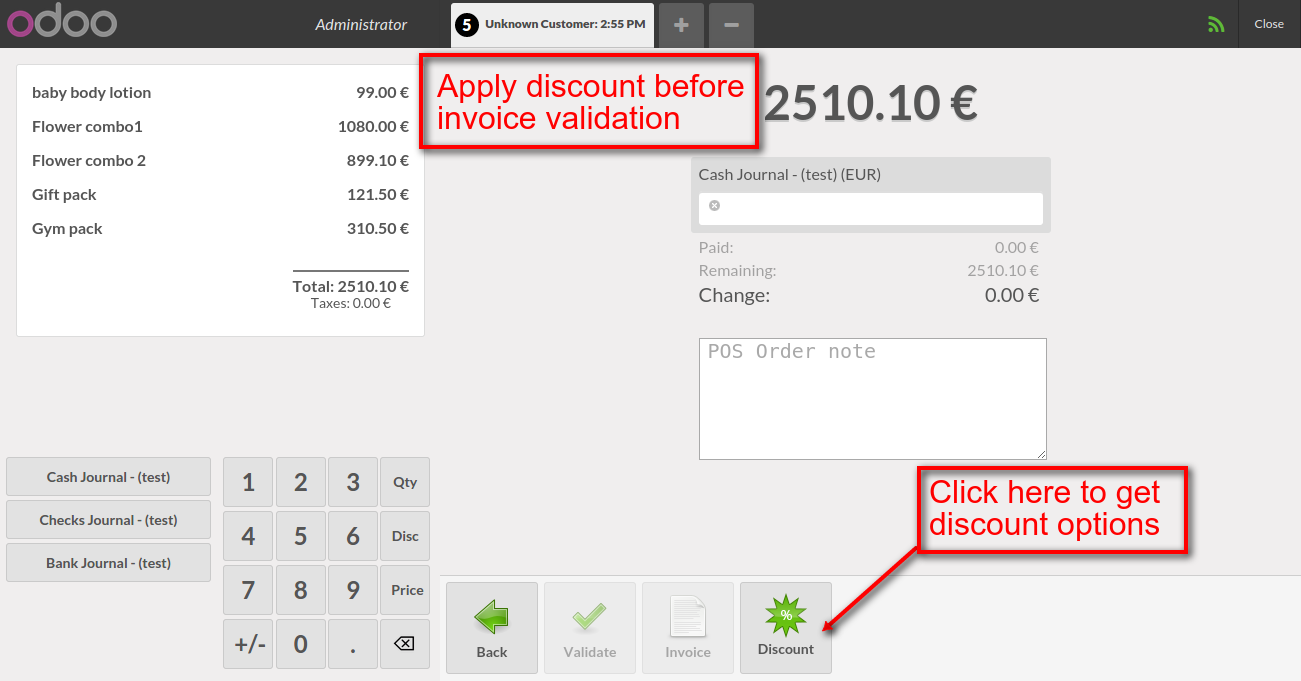 odoo
Administrator
5 Unknown Customer: 2:55 PM
+
−
Close
baby body lotion 99.00 €
Flower combo1 1080.00 €
Flower combo 2 899.10 €
Gift pack 121.50 €
Gym pack 310.50 €
Total: 2510.10 €
Taxes: 0.00 €
Apply discount before
invoice validation
2510.10 €
Cash Journal - (test) (EUR)
Paid: 0.00 €
Remaining: 2510.10 €
Change: 0.00 €
POS Order note
Cash Journal - (test)
Checks Journal - (test)
Bank Journal - (test)
1 2 3 Qty
4 5 6 Disc
7 8 9 Price
+/- 0 .
Click here to get
discount options
Back
Validate
Invoice
%
Discount